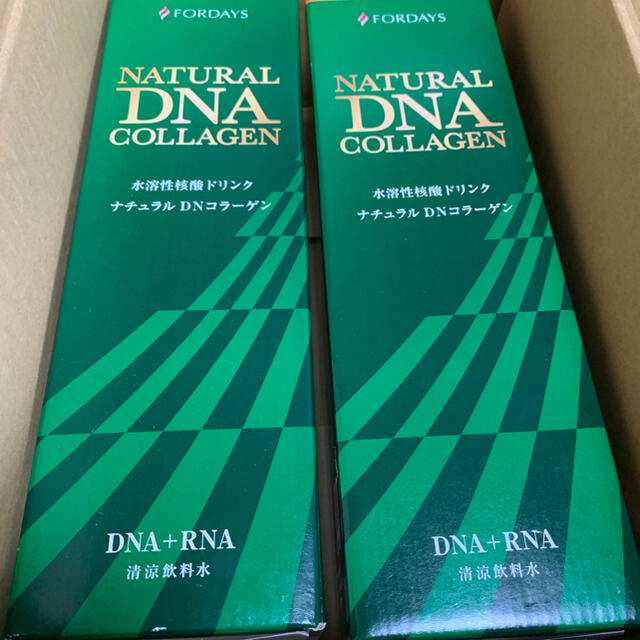 FORDAYS
NATURAL
DNA
COLLAGEN
水溶性核酸ドリンク
ナチュラル DNコラーゲン
DNA+RNA
清涼飲料水
FORDAYS
NATURAL
DNA
COLLAGEN
水溶性核酸ドリンク
ナチュラル DNコラーゲン
DNA+RNA
清涼飲料水